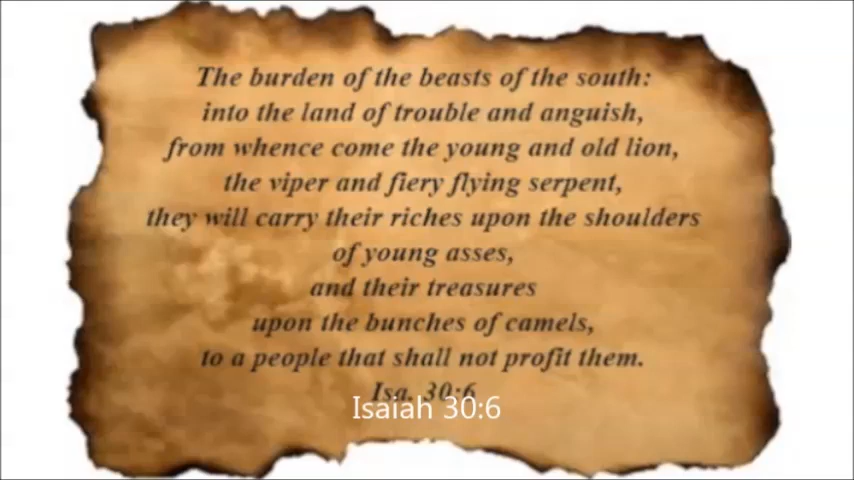 The burden of the beasts of the south:
into the land of trouble and anguish,
from whence come the young and old lion,
the viper and fiery flying serpent,
they will carry their riches upon the shoulders
of young asses,
and their treasures
upon the bunches of camels,
to a people that shall not profit them.
Isa. 30:6
Isaiah 30:6